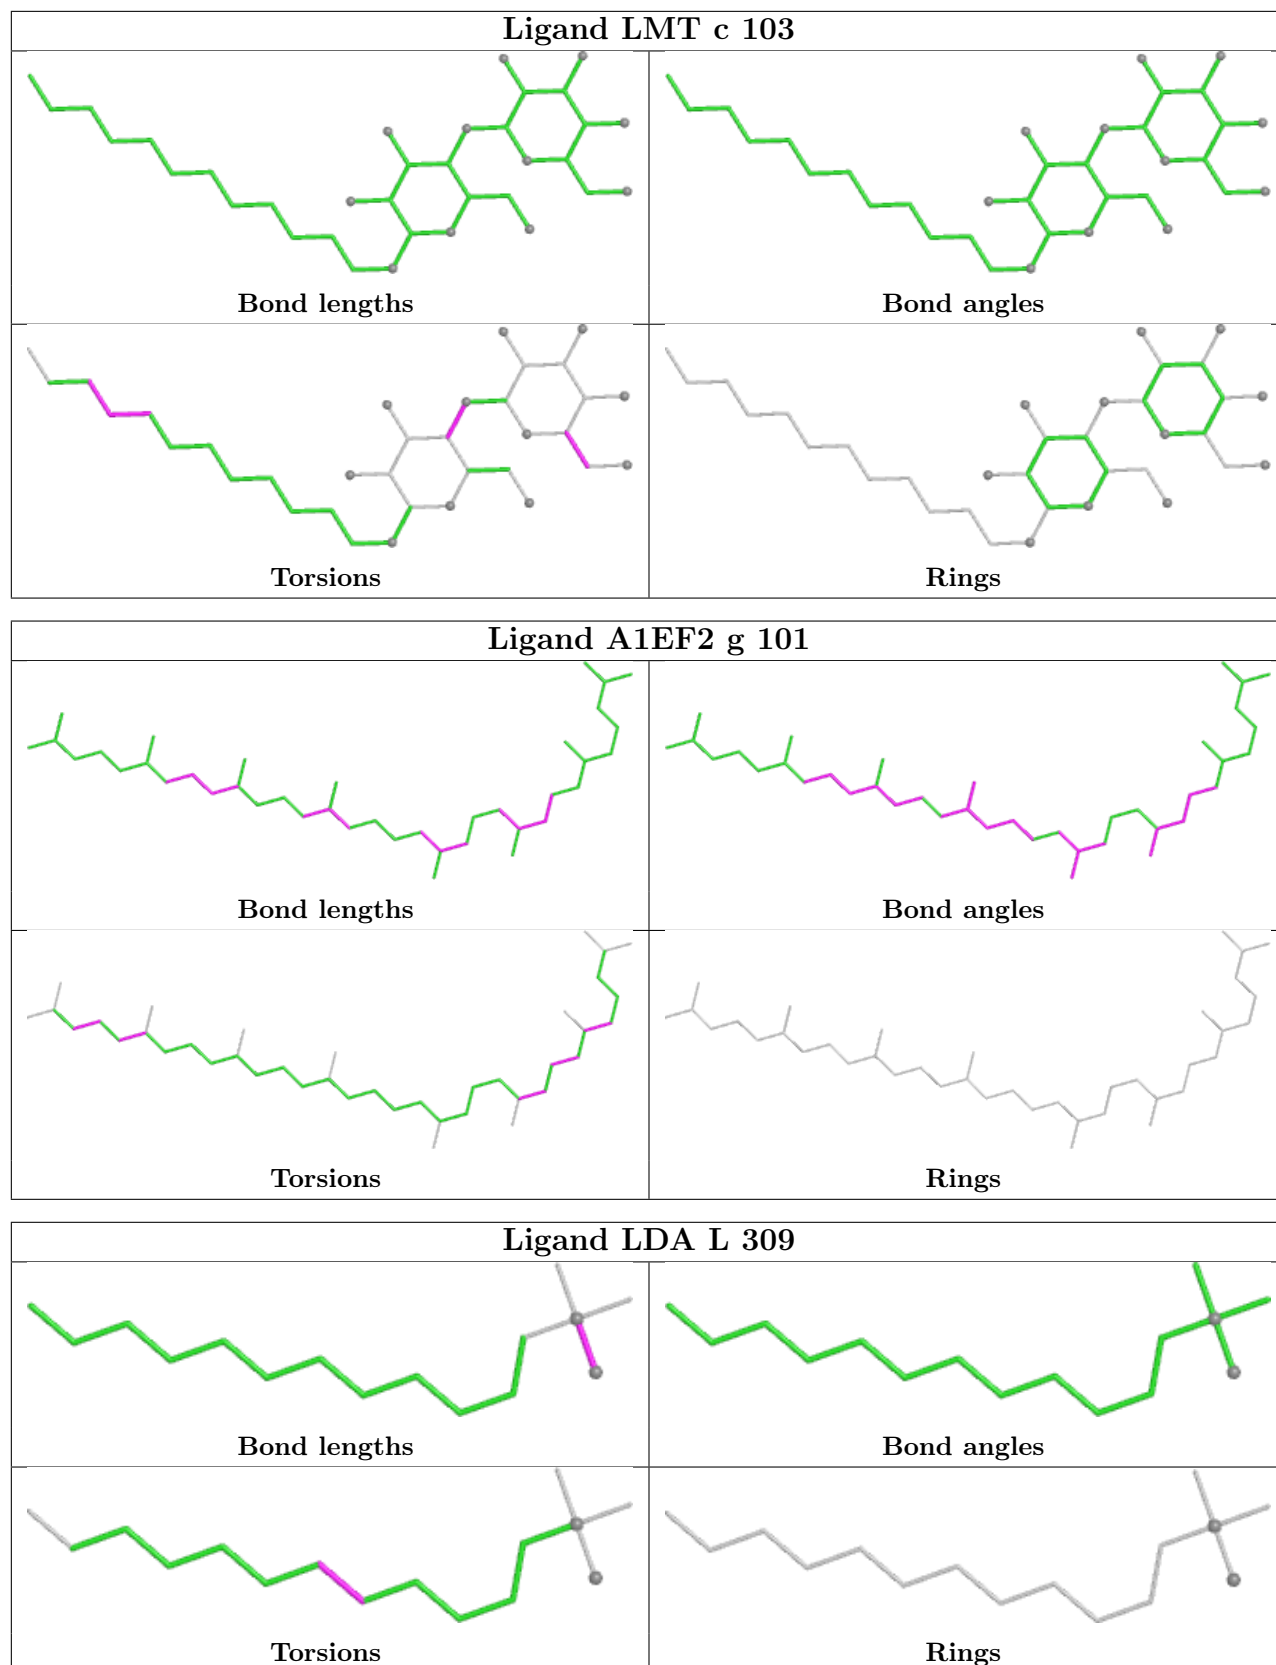 Ligand LMT c 103
Bond lengths
Bond angles
Torsions
Rings
Ligand A1EF2 g 101
Bond lengths
Bond angles
Torsions
Rings
Ligand LDA L 309
Bond lengths
Bond angles
Torsions
Rings